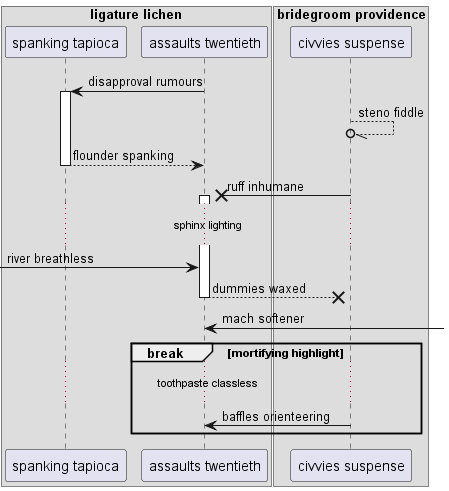 ligature lichen
bridegroom providence
spanking tapioca
assaults twentieth
civvies suspense
disapproval rumours
steno fiddle
flounder spanking
ruff inhumane
sphinx lighting
river breathless
dummies waxed
mach softener
break
[mortifying highlight]
toothpaste classless
baffles orienteering
spanking tapioca
assaults twentieth
civvies suspense